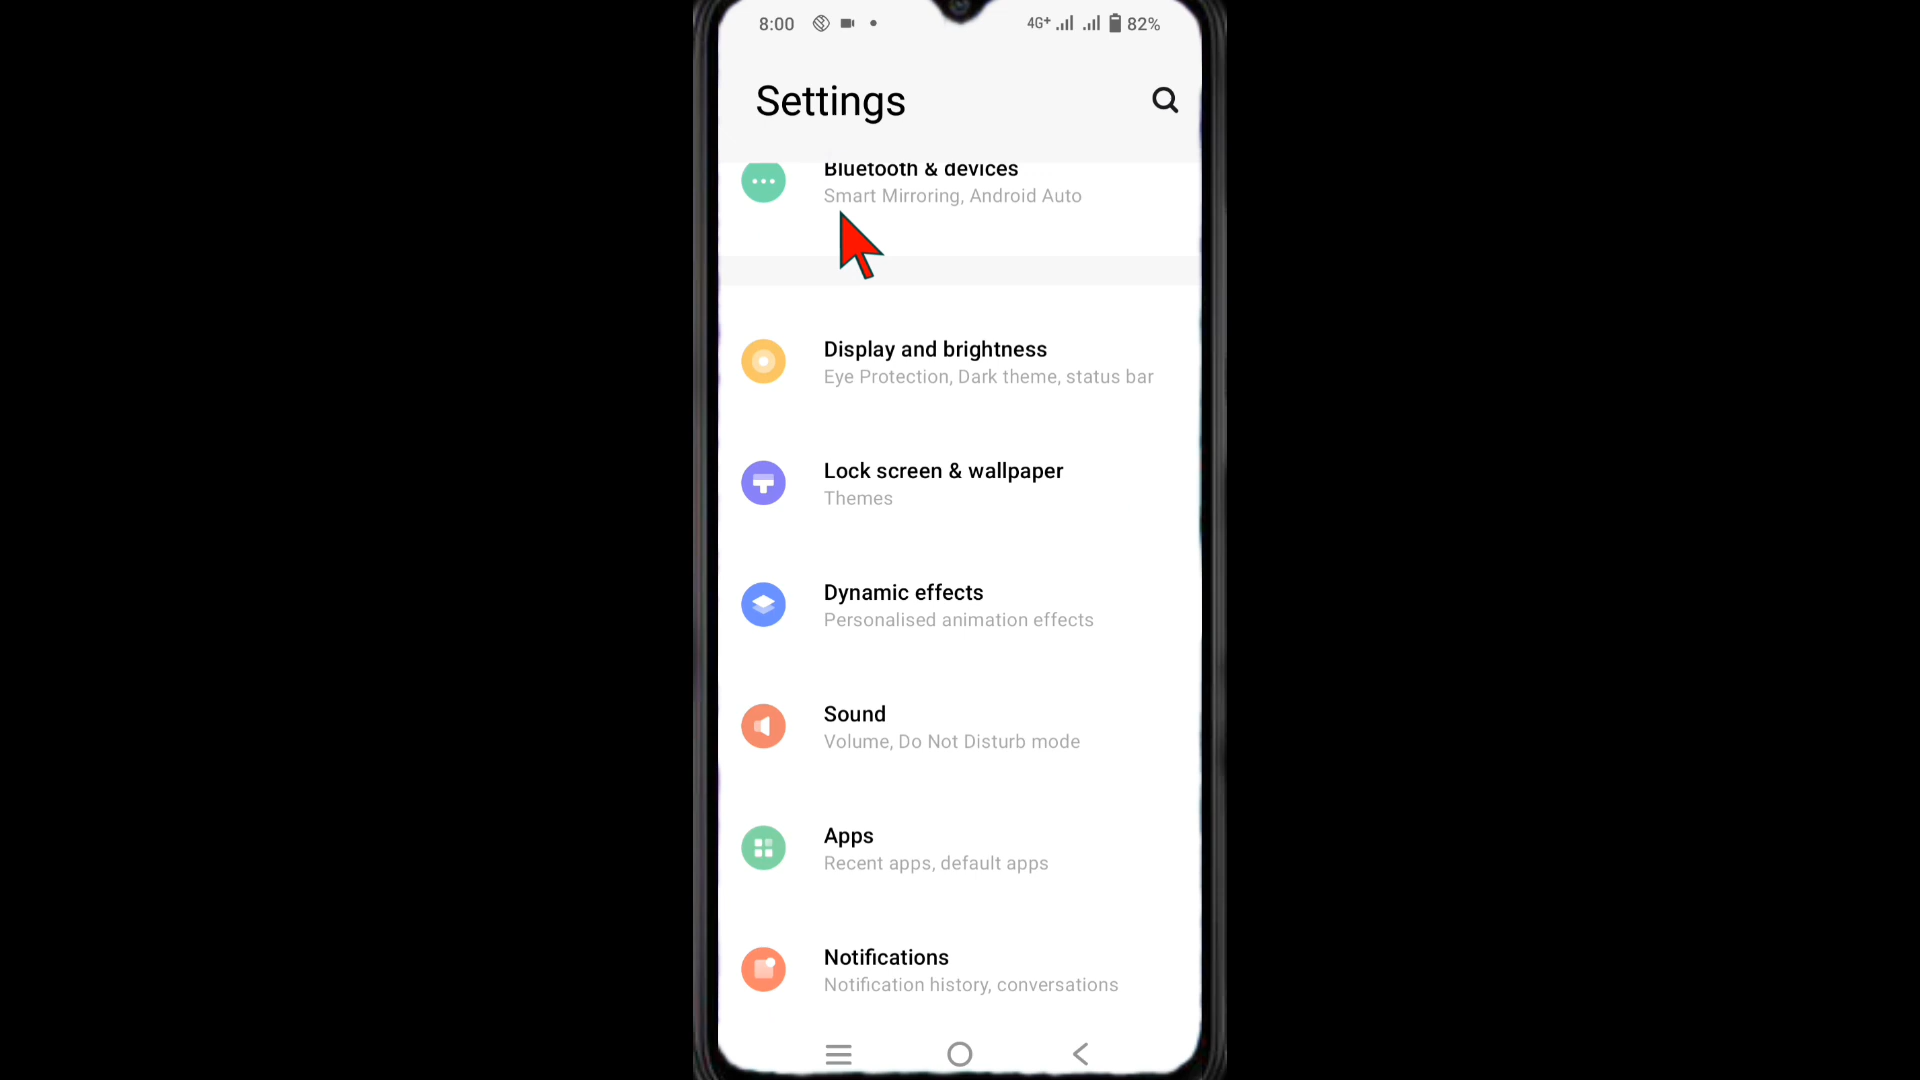 8:00
4G+
82%
Settings
Bluetooth & devices
Smart Mirroring, Android Auto
Display and brightness
Eye Protection, Dark theme, status bar
Lock screen & wallpaper
Themes
Dynamic effects
Personalised animation effects
Sound
Volume, Do Not Disturb mode
Apps
Recent apps, default apps
Notifications
Notification history, conversations